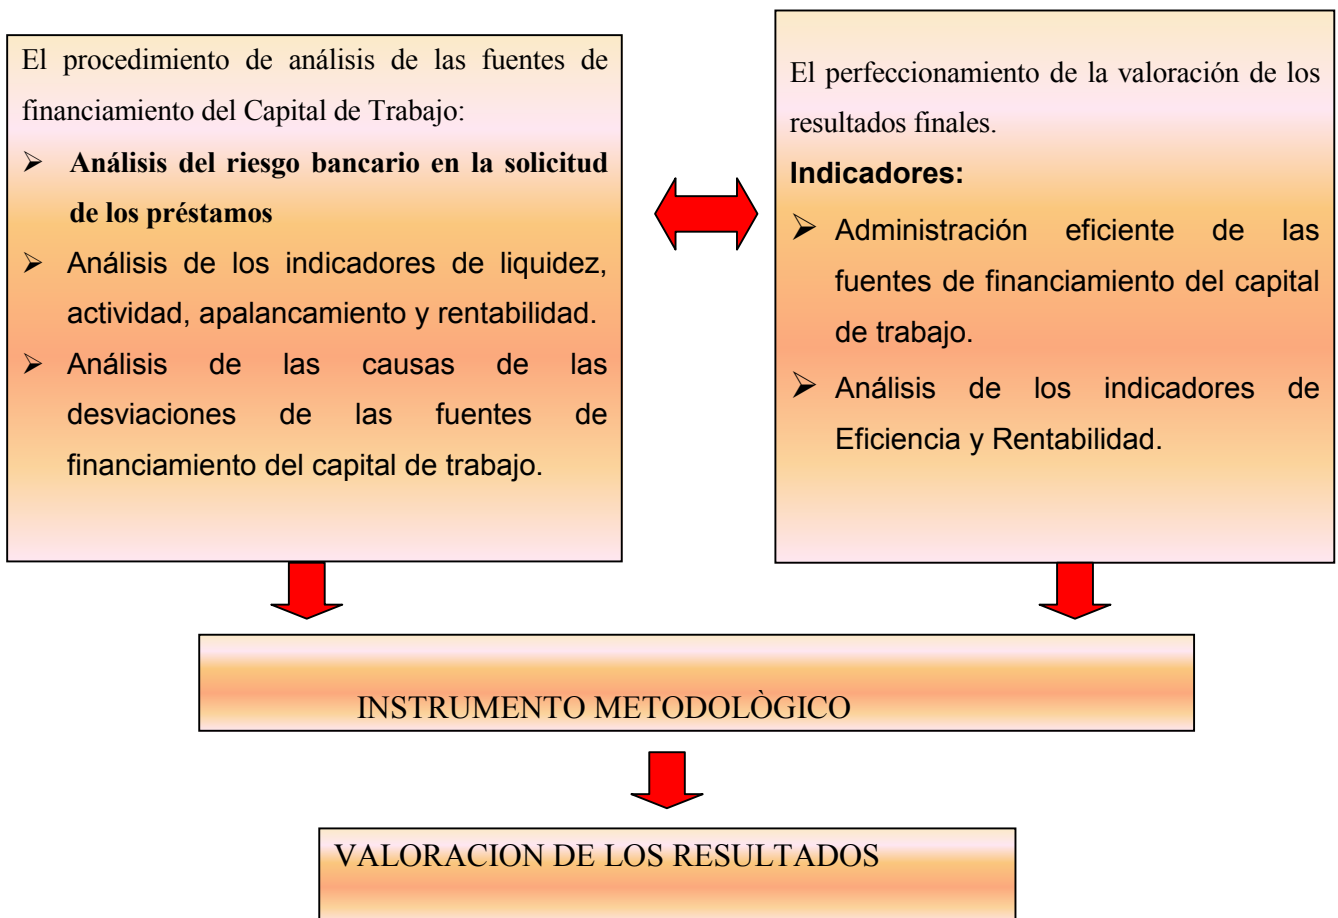 El procedimiento de análisis de las fuentes de
financiamiento del Capital de Trabajo:
➢ Análisis del riesgo bancario en la solicitud
de los préstamos
➢ Análisis de los indicadores de liquidez,
actividad, apalancamiento y rentabilidad.
➢ Análisis de las causas de las
desviaciones de las fuentes de
financiamiento del capital de trabajo.
El perfeccionamiento de la valoración de los
resultados finales.
Indicadores:
➢ Administración eficiente de las
fuentes de financiamiento del capital
de trabajo.
➢ Análisis de los indicadores de
Eficiencia y Rentabilidad.
INSTRUMENTO METODOLÒGICO
VALORACION DE LOS RESULTADOS